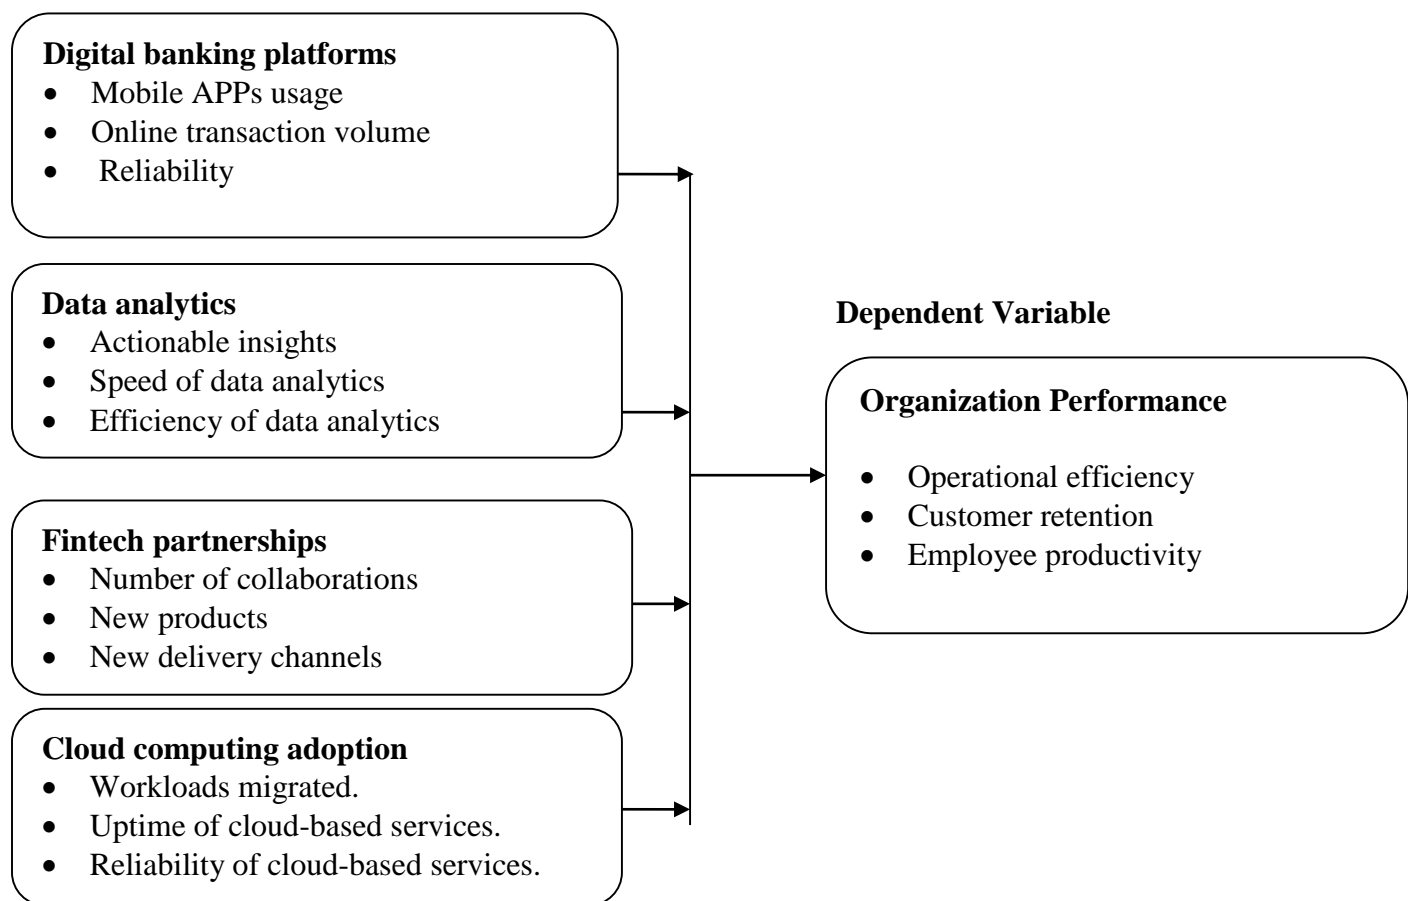 Digital banking platforms
• Mobile APPs usage
• Online transaction volume
• Reliability
Data analytics
• Actionable insights
• Speed of data analytics
• Efficiency of data analytics
Fintech partnerships
• Number of collaborations
• New products
• New delivery channels
Cloud computing adoption
• Workloads migrated.
• Uptime of cloud-based services.
• Reliability of cloud-based services.
Dependent Variable
Organization Performance
• Operational efficiency
• Customer retention
• Employee productivity